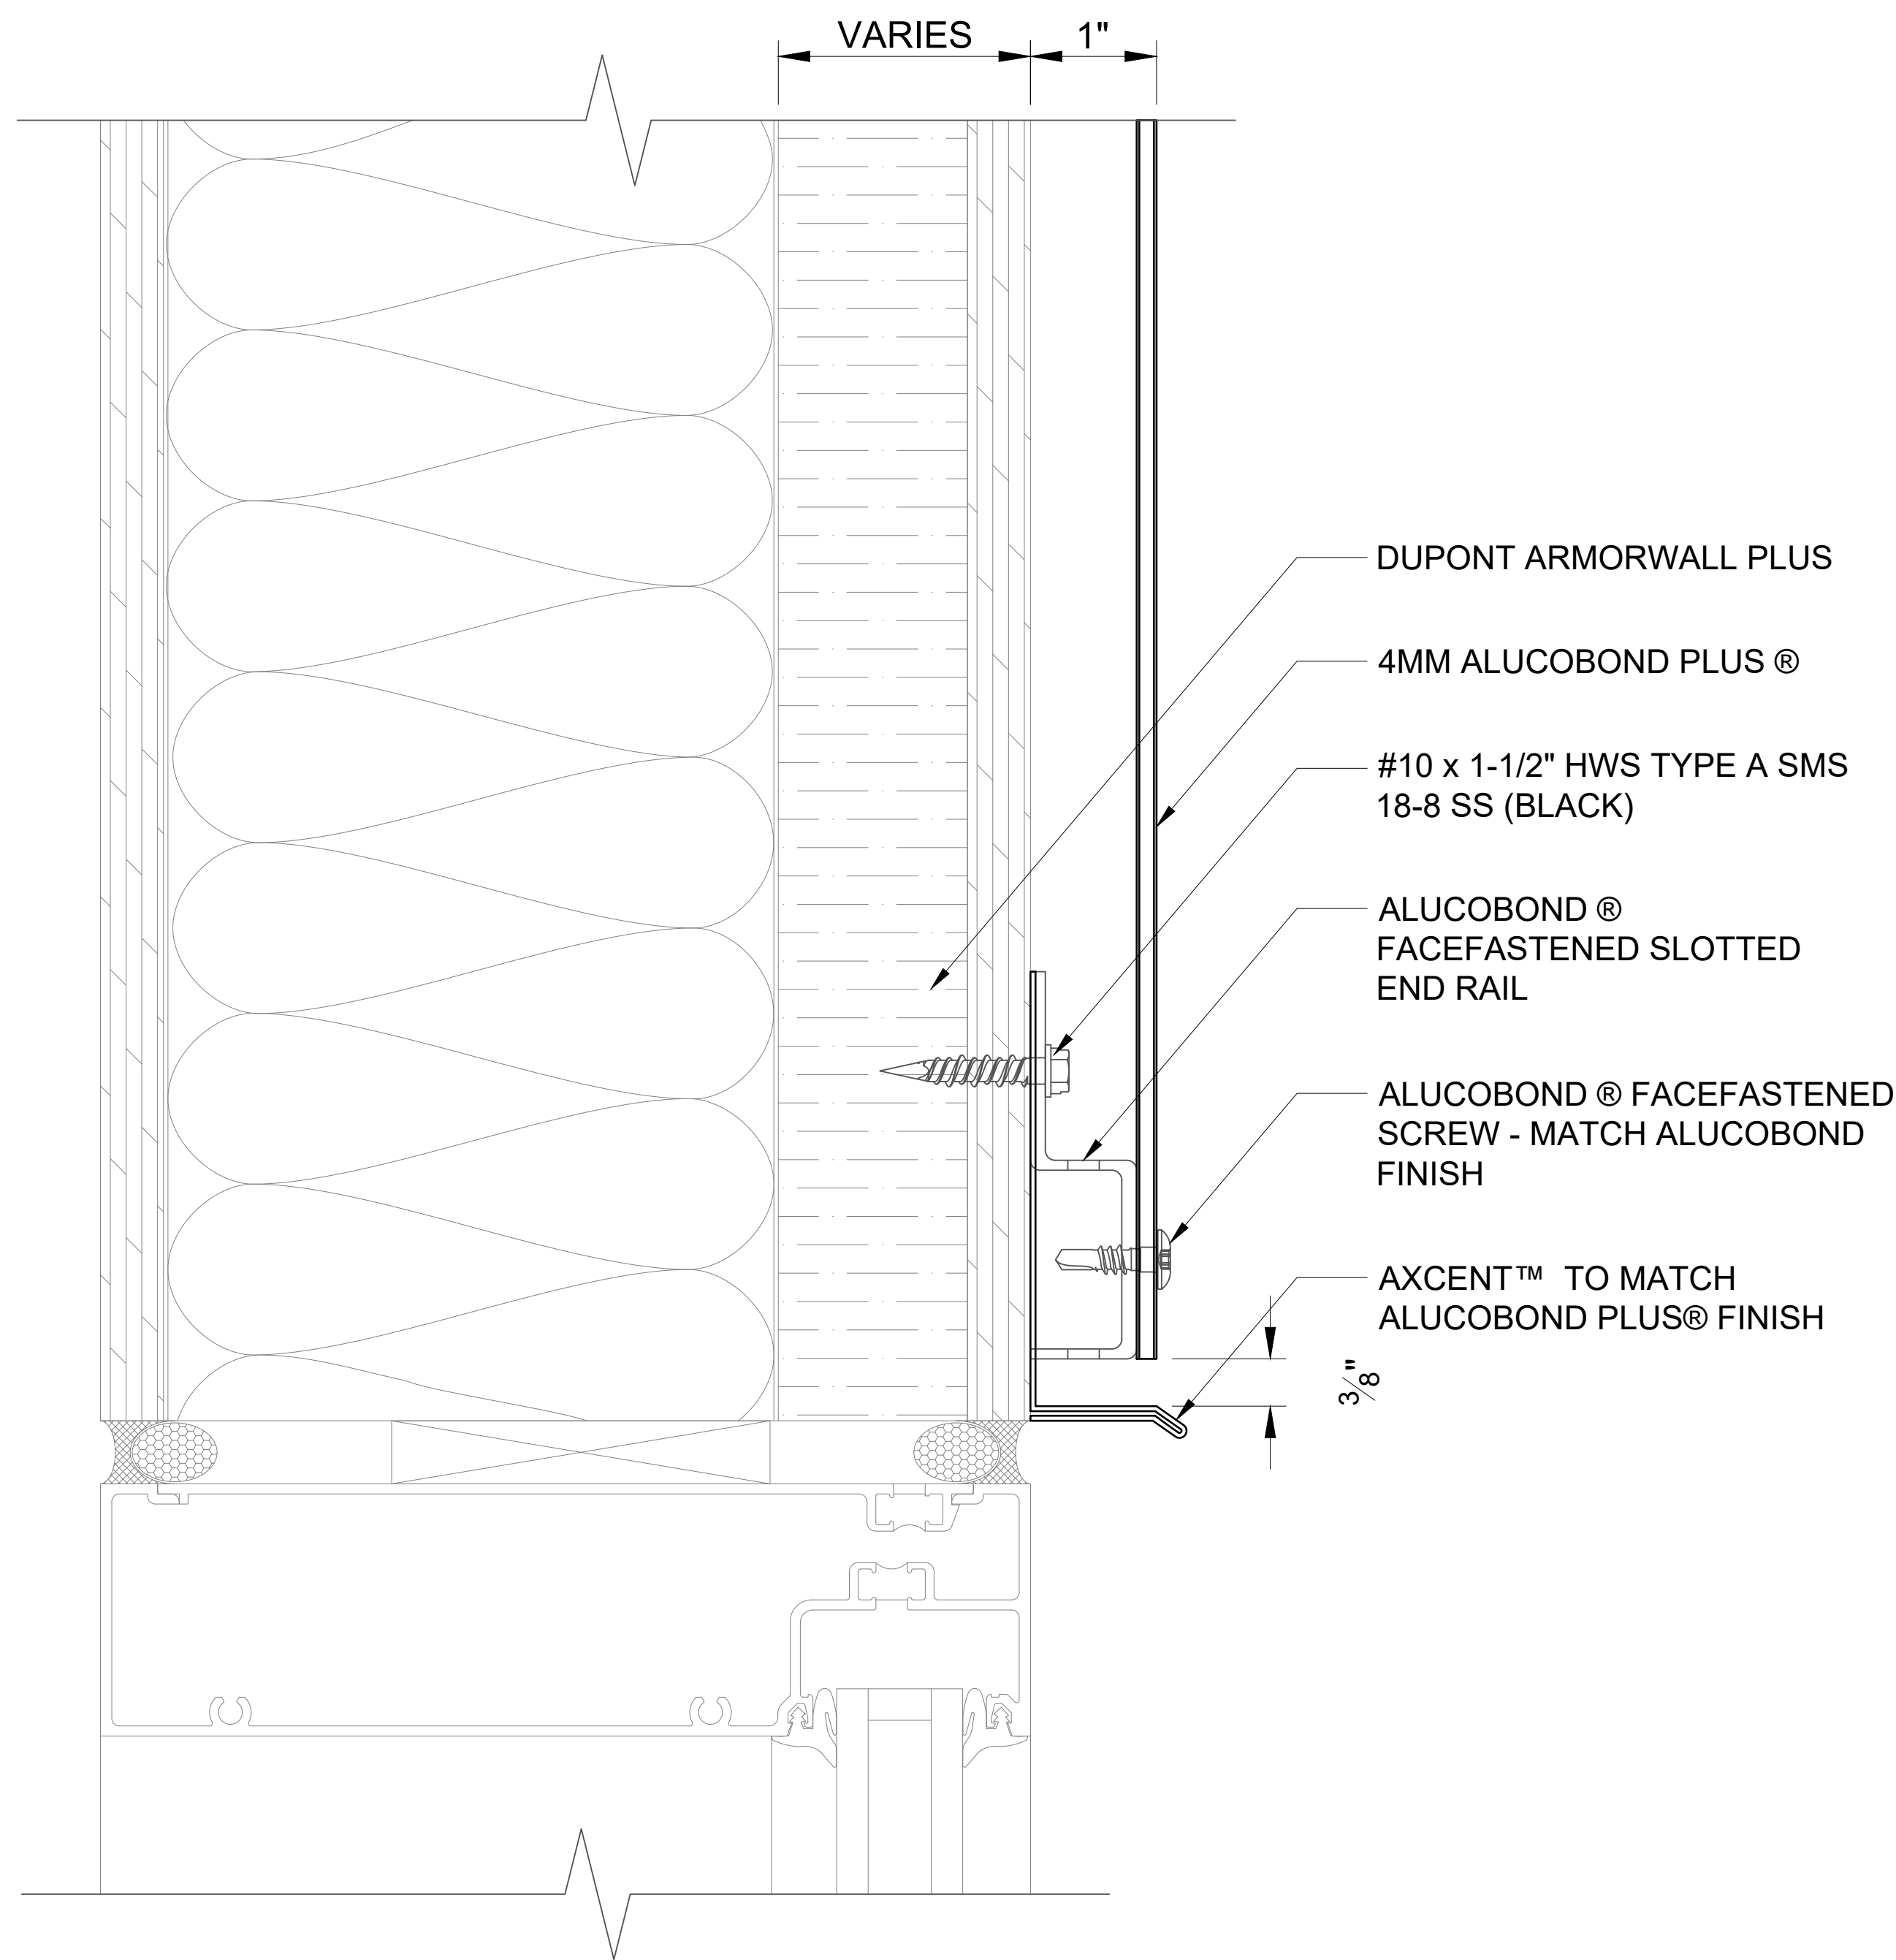 VARIES
1"
DUPONT ARMORWALL PLUS
4MM ALUCOBOND PLUS ®
#10 x 1-1/2" HWS TYPE A SMS
18-8 SS (BLACK)
ALUCOBOND ®
FACEFASTENED SLOTTED
END RAIL
ALUCOBOND ® FACEFASTENED
SCREW - MATCH ALUCOBOND
FINISH
AXCENT™ TO MATCH
ALUCOBOND PLUS® FINISH
3/8"